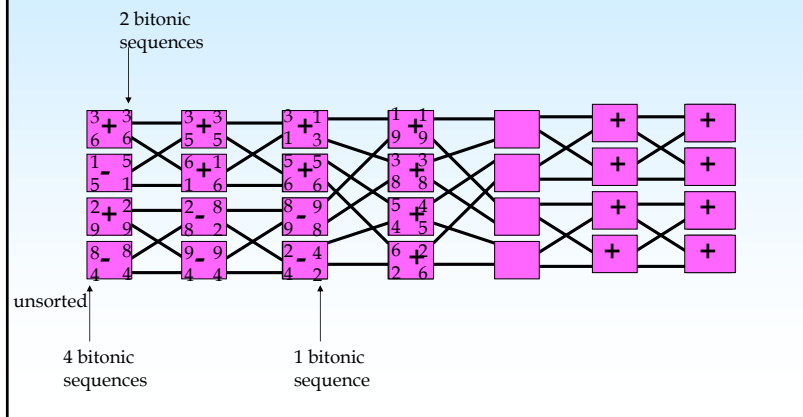 2 bitonic
sequences
3 3 3 3 3 1 1 1
+ + + + + +
6 6 5 5 1 3 9 9
1 5 6 1 5 5 3 3
- + + + + +
5 1 1 6 6 6 8 8
2 2 2 8 8 9 5 4
+ - - + + +
9 9 8 2 9 8 4 5
8 8 9 9 2 4 6 2
- - - + + +
4 4 4 4 4 2 2 6
unsorted
4 bitonic
sequences
1 bitonic
sequence